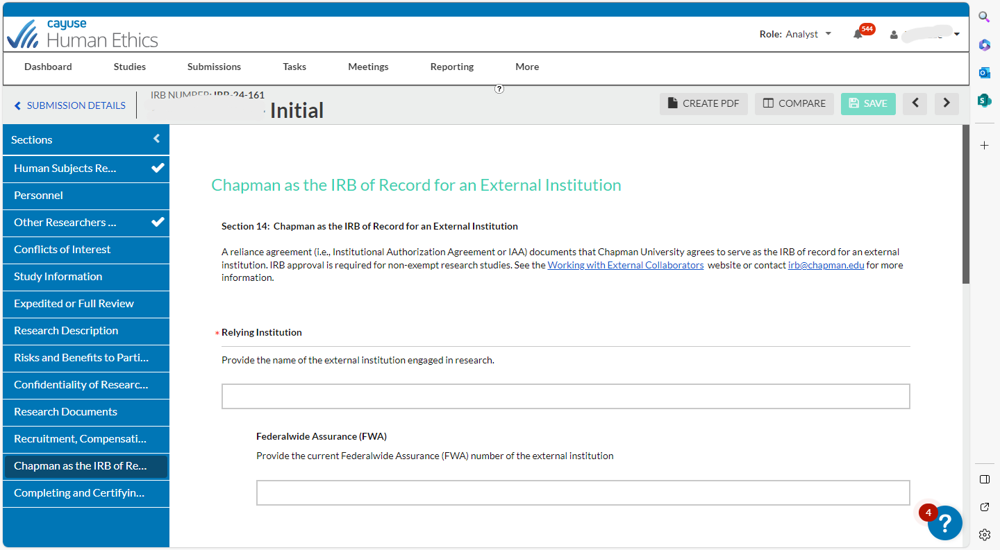 cayuse
Human Ethics
Role: Analyst
544
Dashboard Studies Submissions Tasks Meetings Reporting More
?
SUBMISSION DETAILS
IRB NUMBER: IRB-24-161
Initial
CREATE PDF
COMPARE
SAVE
Sections
Human Subjects Re...
Personnel
Other Researchers ...
Conflicts of Interest
Study Information
Expedited or Full Review
Research Description
Risks and Benefits to Parti...
Confidentiality of Researc...
Research Documents
Recruitment, Compensati...
Chapman as the IRB of Re...
Completing and Certifyin...
Chapman as the IRB of Record for an External Institution
Section 14: Chapman as the IRB of Record for an External Institution
A reliance agreement (i.e., Institutional Authorization Agreement or IAA) documents that Chapman University agrees to serve as the IRB of record for an external
institution. IRB approval is required for non-exempt research studies. See the Working with External Collaborators website or contact irb@chapman.edu for more
information.
* Relying Institution
Provide the name of the external institution engaged in research.
Federalwide Assurance (FWA)
Provide the current Federalwide Assurance (FWA) number of the external institution
4
?